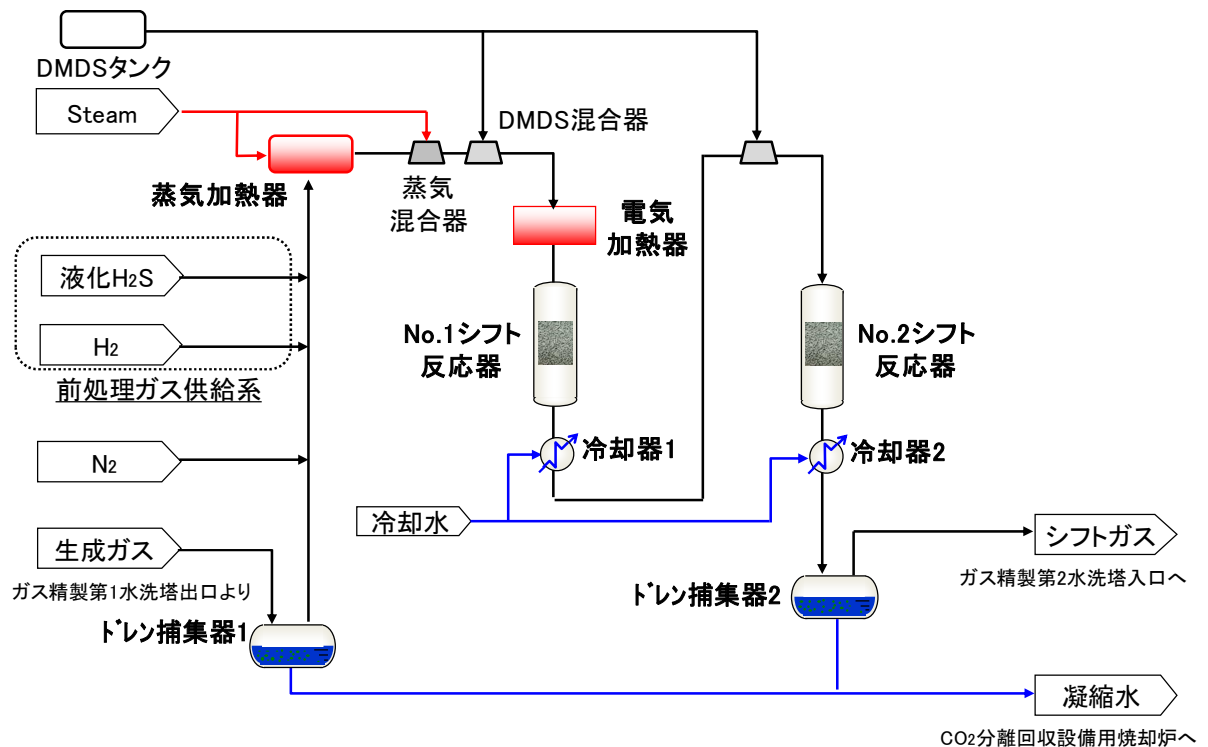 DMDSタンク
Steam
DMDS混合器
蒸気加熱器
蒸気
混合器
電気
加熱器
液化H2S
H2
前処理ガス供給系
No.1シフト
反応器
No.2シフト
反応器
N2
冷却器1
冷却器2
冷却水
生成ガス
ガス精製第1水洗塔出口より
シフトガス
ガス精製第2水洗塔入口へ
ドレン捕集器1
ドレン捕集器2
凝縮水
CO2分離回収設備用焼却炉へ